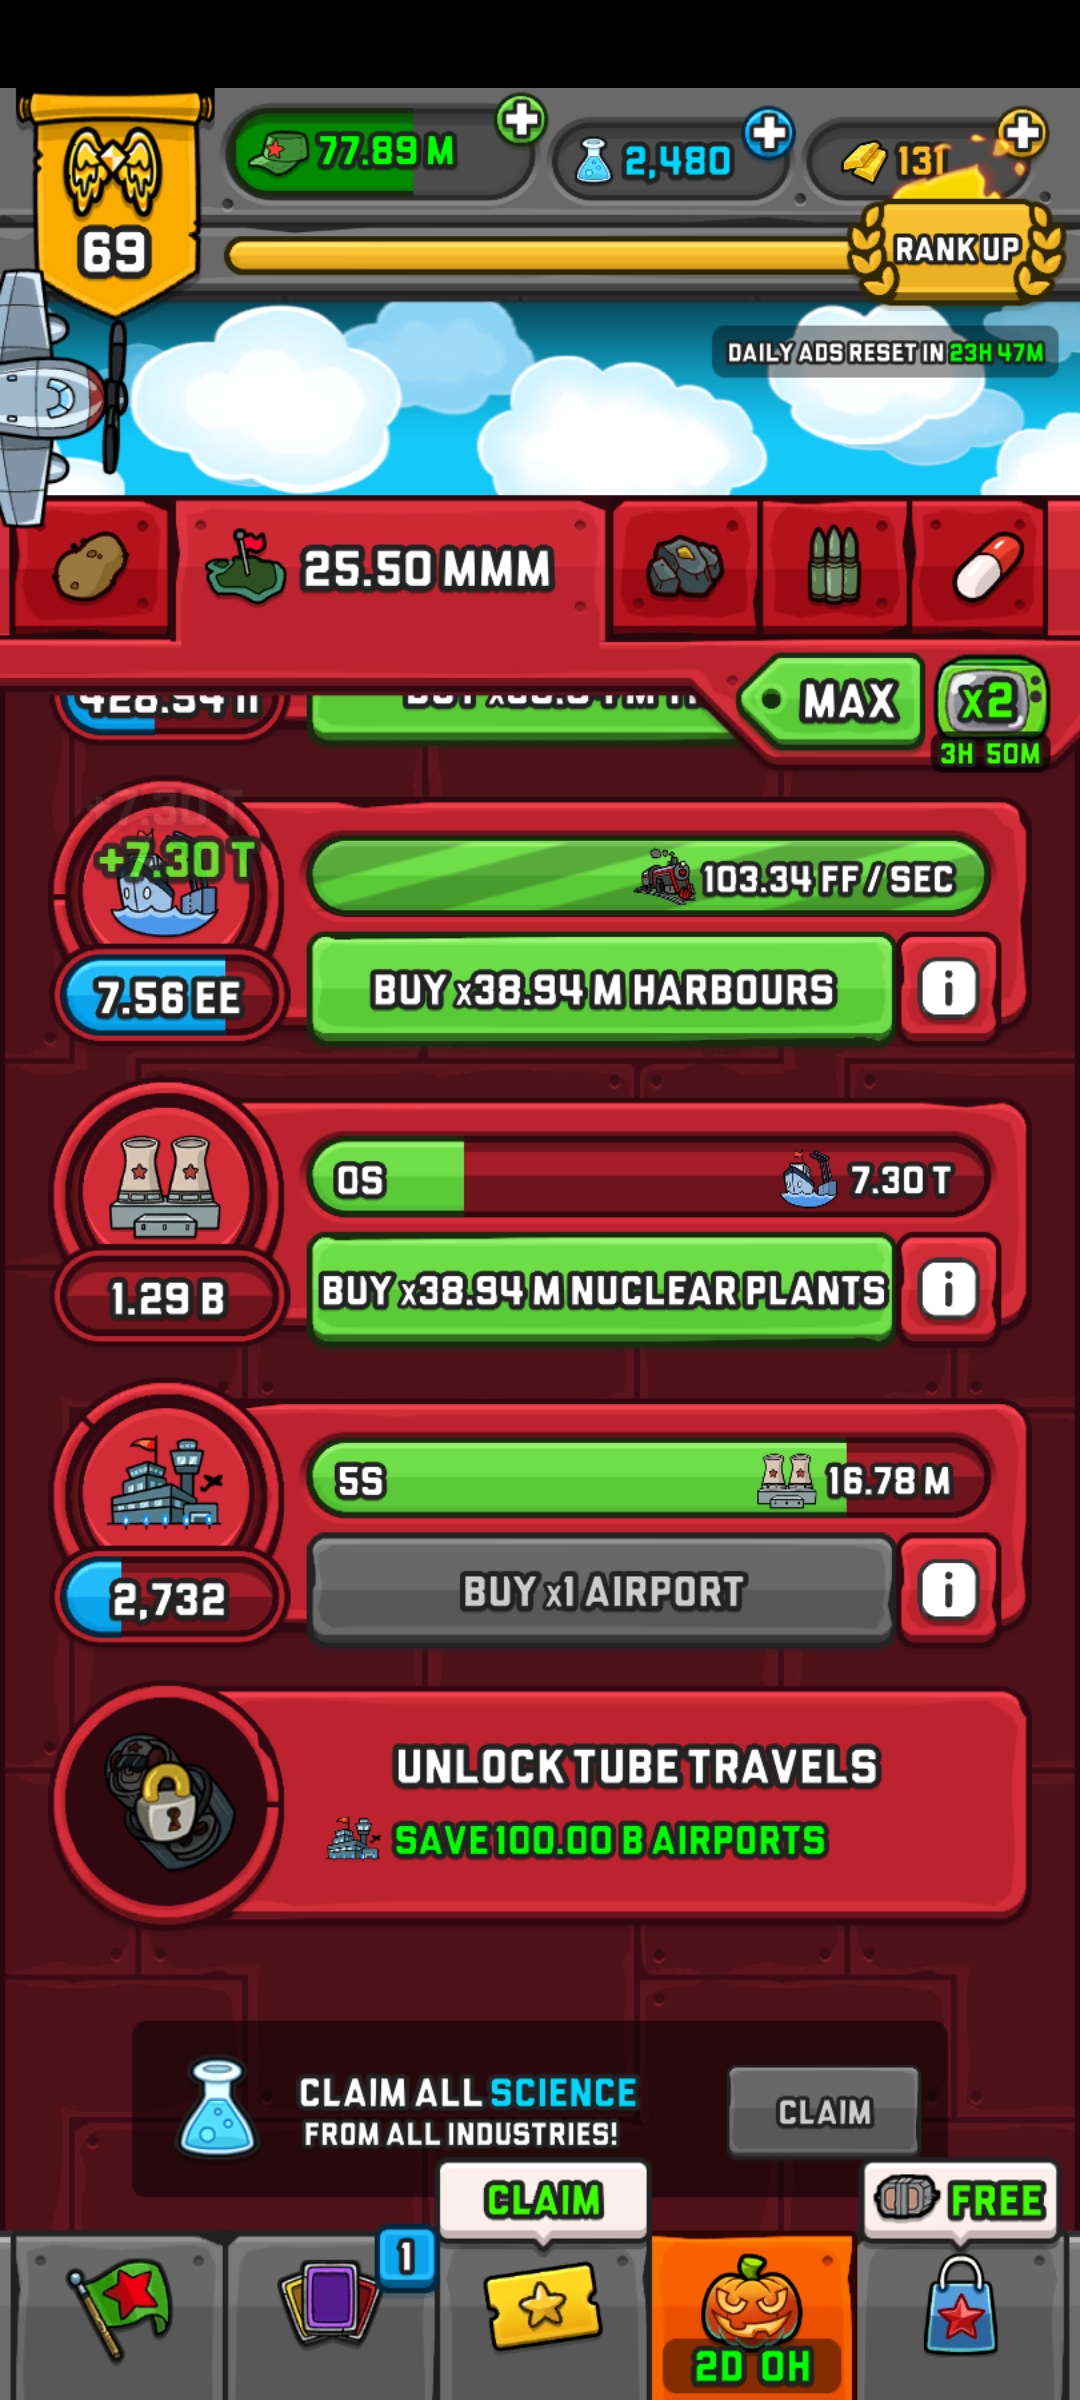 77.89 M
2,480
131
69
RANK UP
DAILY ADS RESET IN 23H 47M
25.50 MMM
MAX
x2
3H 50M
+7.30 T
+7.30 T
103.34 FF / SEC
7.56 EE
BUY x38.94 M HARBOURS
i
0S
7.30 T
1.29 B
BUY x38.94 M NUCLEAR PLANTS
i
5S
16.78 M
2,732
BUY x1 AIRPORT
i
UNLOCK TUBE TRAVELS
SAVE 100.00 B AIRPORTS
CLAIM ALL SCIENCE
FROM ALL INDUSTRIES!
CLAIM
CLAIM
FREE
1
2D 0H